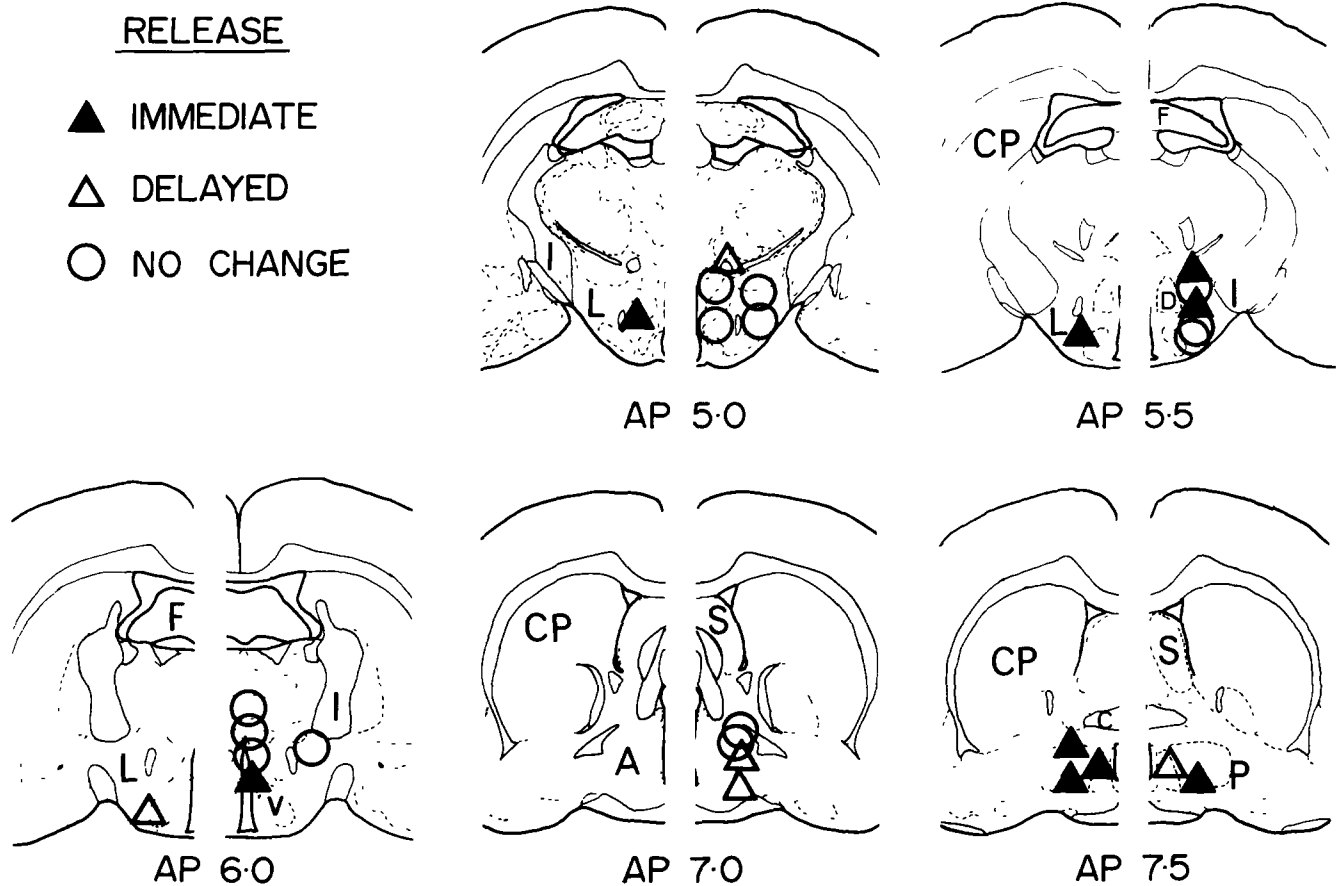 RELEASE
IMMEDIATE
DELAYED
NO CHANGE
I
L
AP 5·0
F
CP
D
I
L
AP 5·5
F
I
L
V
AP 6·0
CP
S
A
AP 7·0
CP
S
C
P
AP 7·5